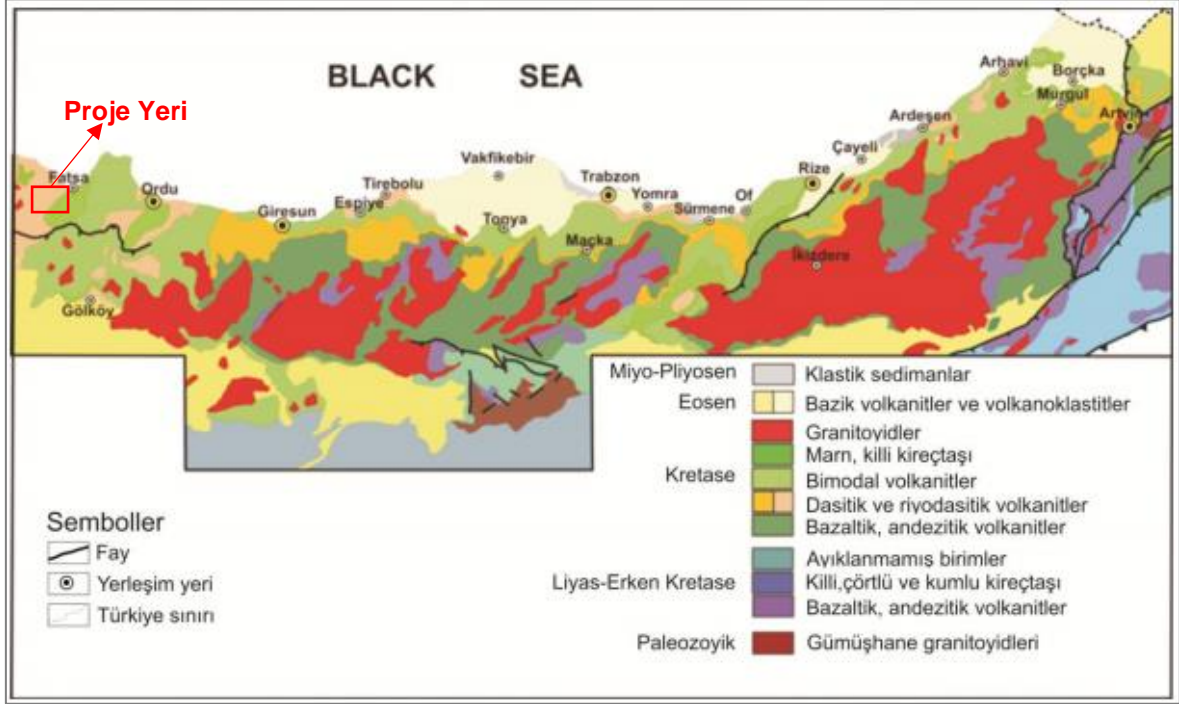 BLACK SEA
Proje Yeri
Fatsa
Ordu
Gölköy
Giresun
Espiye
Tirebolu
Vakfikebir
Tonya
Trabzon
Maçka
Yomra
Sürmene
Of
Rize
İkizdere
Çayeli
Ardeşen
Arhavi
Borçka
Murgul
Artvin
Miyo-Pliyosen Klastik sedimanlar
Eosen Bazik volkanitler ve volkanoklastitler
Granitoyidler
Marn, killi kireçtaşı
Kretase Bimodal volkanitler
Dasitik ve riyodasitik volkanitler
Bazaltik, andezitik volkanitler
Ayıklanmamış birimler
Liyas-Erken Kretase Killi,çörtlü ve kumlu kireçtaşı
Bazaltik, andezitik volkanitler
Paleozoyik Gümüşhane granitoyidleri
Semboller
Fay
Yerleşim yeri
Türkiye sınırı